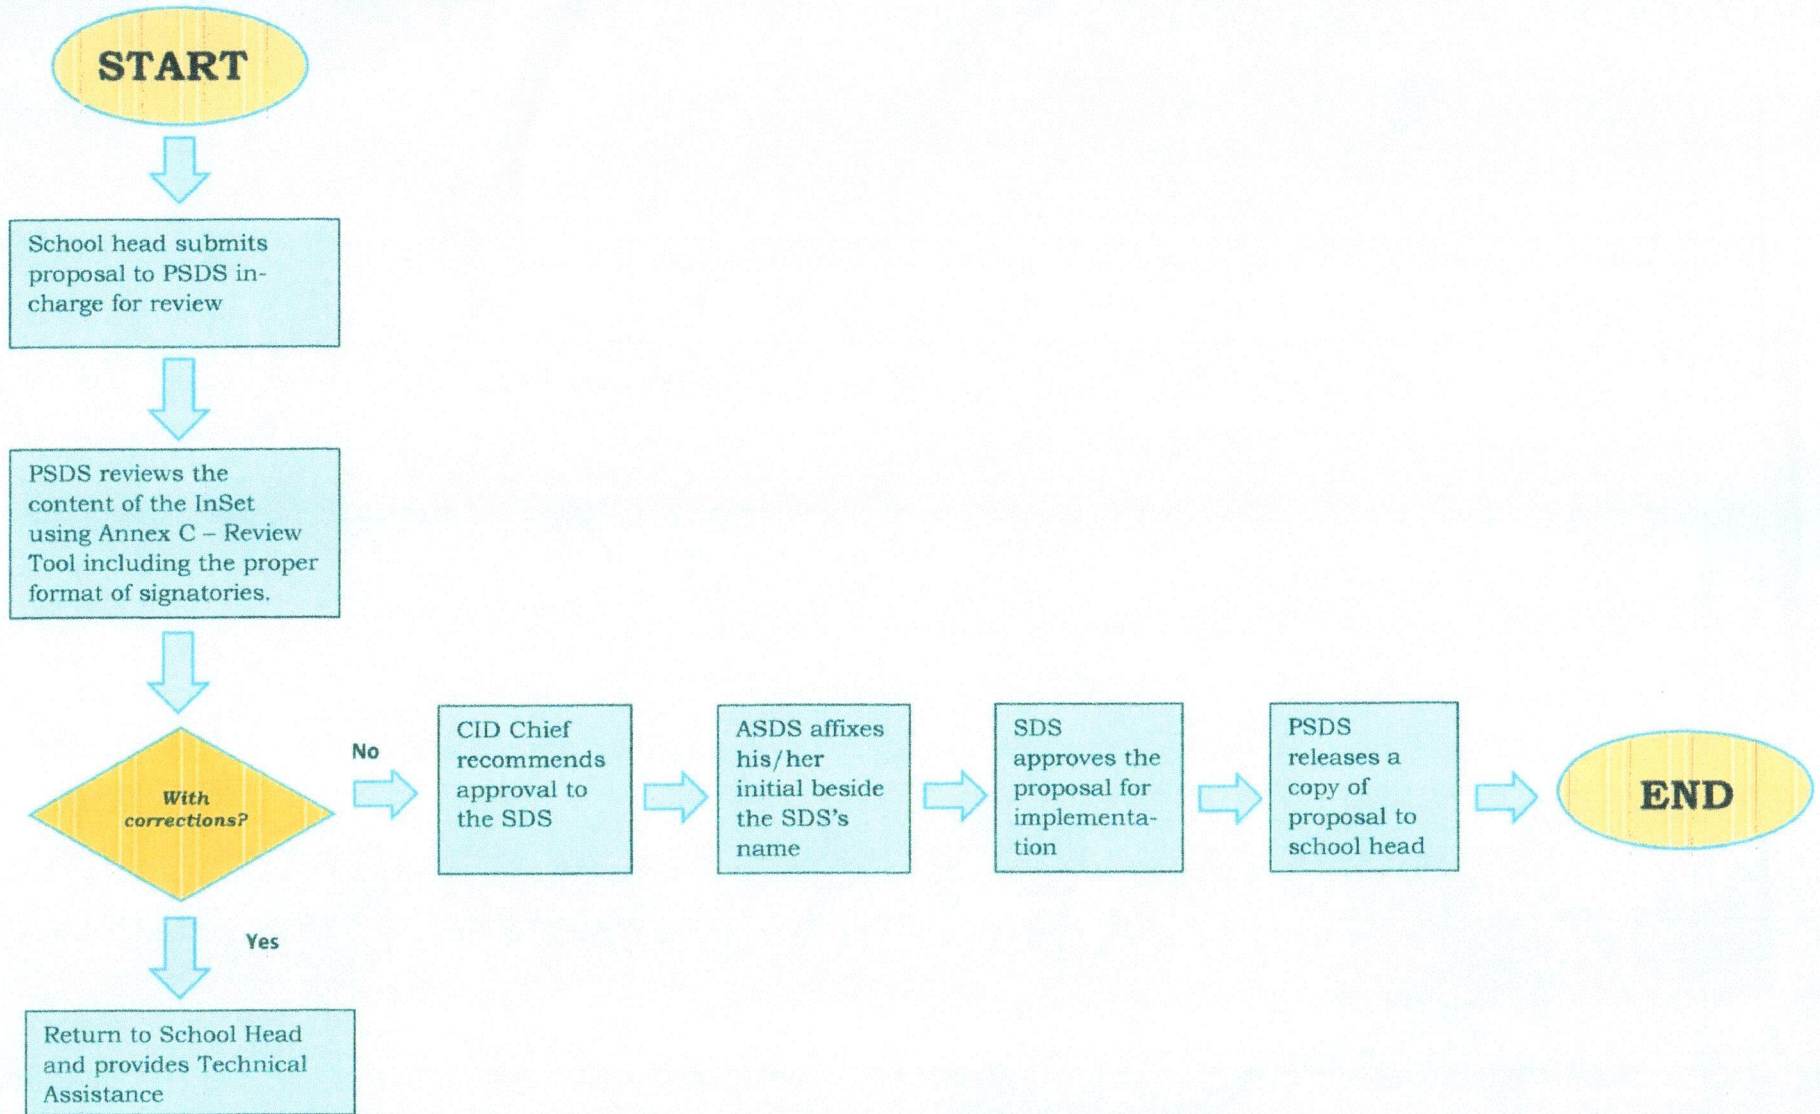 START
School head submits
proposal to PSDS in-
charge for review
PSDS reviews the
content of the InSet
using Annex C – Review
Tool including the proper
format of signatories.
With
corrections?
No
CID Chief
recommends
approval to
the SDS
ASDS affixes
his/her
initial beside
the SDS's
name
SDS
approves the
proposal for
implementa-
tion
PSDS
releases a
copy of
proposal to
school head
END
Yes
Return to School Head
and provides Technical
Assistance